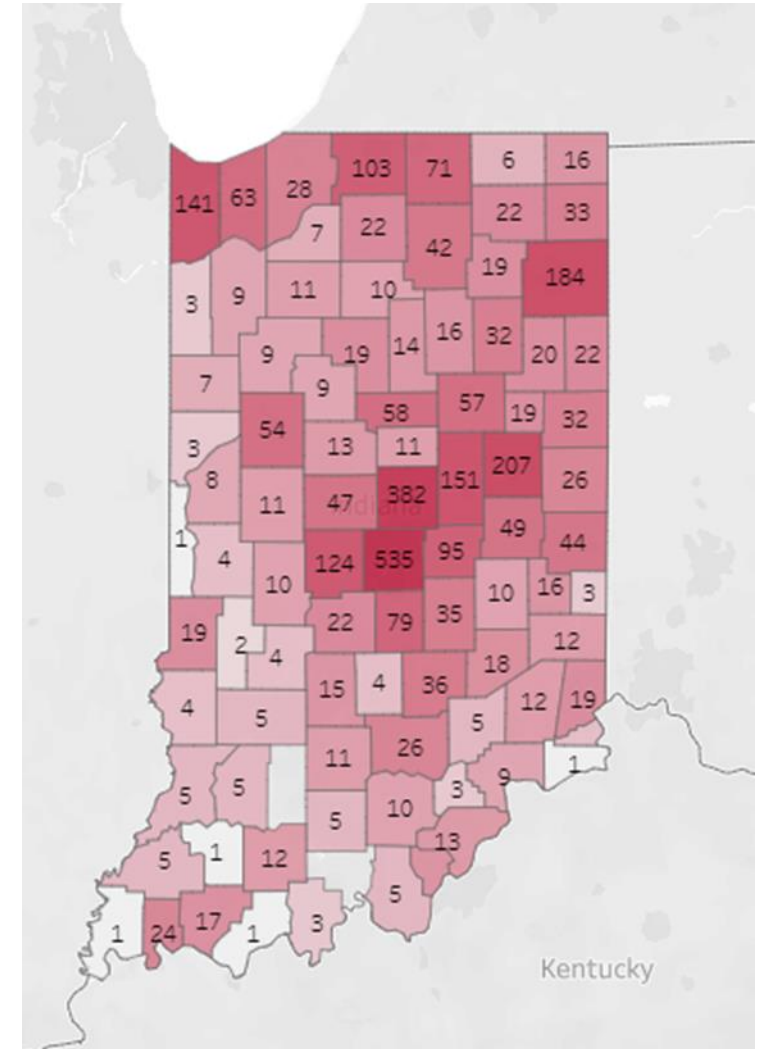 103 71 6 16
141 63 28
22 22 33
7 42
19 184
3 9 11 10
9 19 14 16 32 20 22
7 9
54 58 57 19 32
3 13 11
8 151 207 26
11 47 382
Indiana
1 4 124 535 95 49 44
10 10 16 3
19 2 22 79 35 12
4 15 4 36 18
4 5 12 19
11 26 5
5 5 3 9 1
5 10
5 1 12 13
1 24 17 1 3 5
Kentucky